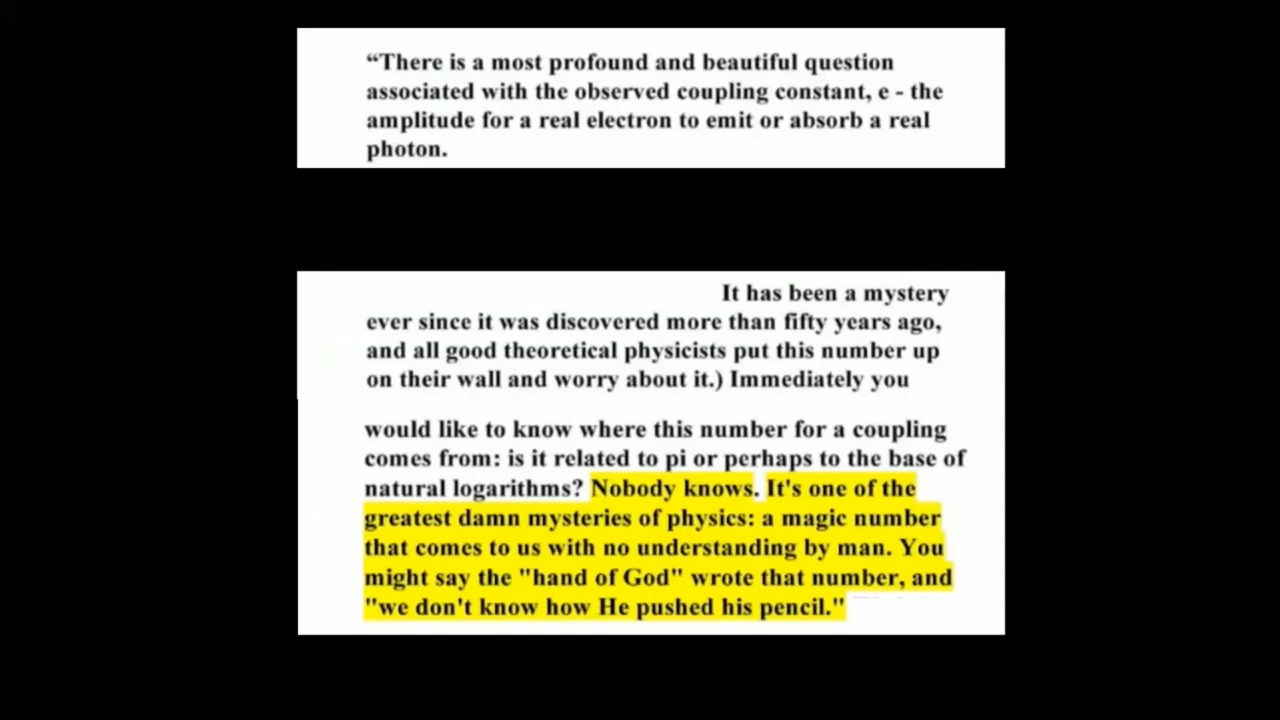 “There is a most profound and beautiful question
associated with the observed coupling constant, e - the
amplitude for a real electron to emit or absorb a real
photon.
It has been a mystery
ever since it was discovered more than fifty years ago,
and all good theoretical physicists put this number up
on their wall and worry about it.) Immediately you
would like to know where this number for a coupling
comes from: is it related to pi or perhaps to the base of
natural logarithms? Nobody knows. It's one of the
greatest damn mysteries of physics: a magic number
that comes to us with no understanding by man. You
might say the "hand of God" wrote that number, and
"we don't know how He pushed his pencil."